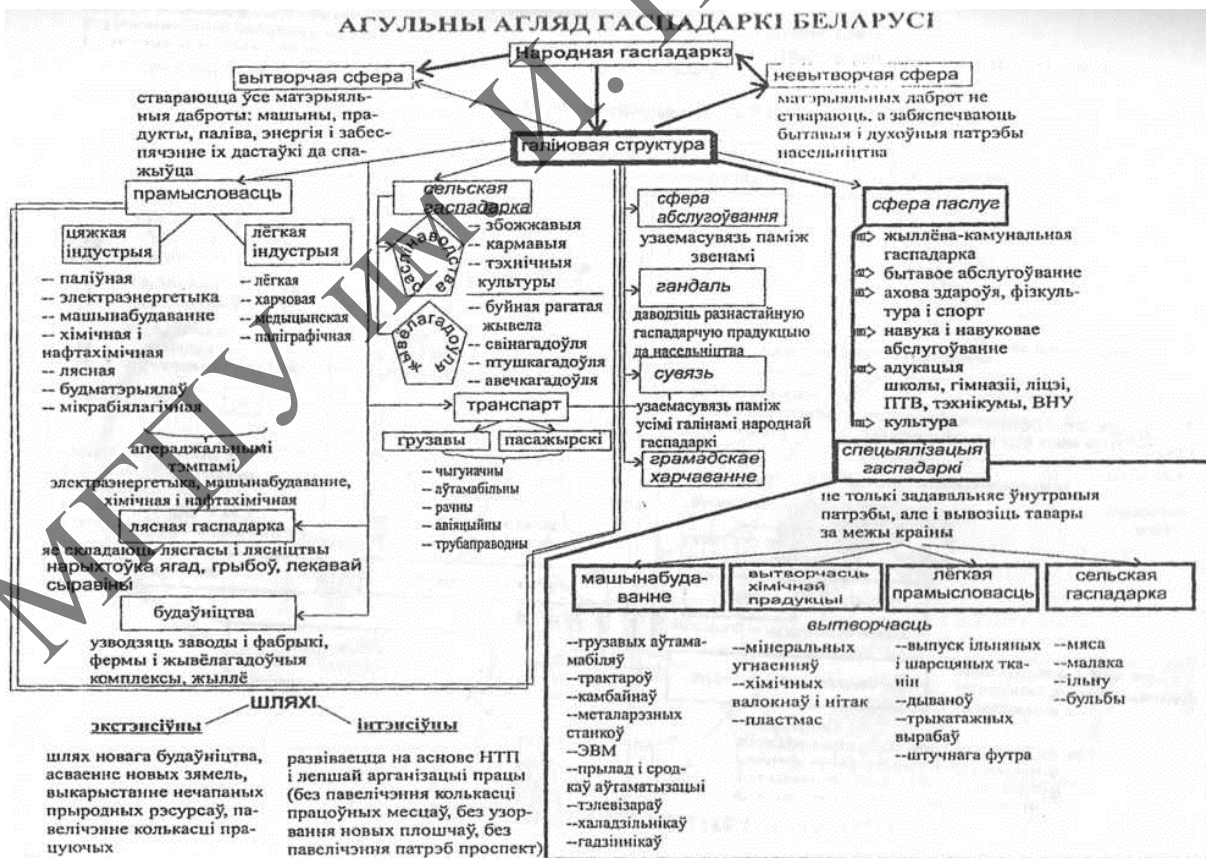 АГУЛЬНЫ АГЛЯД ГАСПАДАРКІ БЕЛАРУСІ
Народная гаспадарка
вытворчая сфера
ствараюцца ўсе матэрыяль-
ныя даброты: машыны, пра-
дукты, паліва, энергія і забес-
пячэнне іх дастаўкі да спа-
жыўца
невытворчая сфера
матэрыяльных даброт не
ствараюць, а забяспечваюць
бытавыя і духоўныя патрэбы
насельніцтва
галіновая структура
прамысловасць
цяжкая
індустрыя
лёгкая
індустрыя
-- паліўная
-- электраэнергетыка
-- машынабудаванне
-- хімічная і
нафтахімічная
-- лясная
-- будматэрыялаў
-- мікрабіялагічная
-- лёгкая
-- харчовая
-- медыцынская
-- паліграфічная
апераджальнымі
тэмпамі
электраэнергетыка, машынабудаванне,
хімічная і нафтахімічная
лясная гаспадарка
яе складаюць лясгасы і лясніцтвы
нарыхтоўка ягад, грыбоў, лекавай
сыравіны
будаўніцтва
узводзяць заводы і фабрыкі,
фермы і жывёлагадоўчыя
комплексы, жыллё
сельская
гаспадарка
раслінаводства
-- збожжавыя
-- кармавыя
-- тэхнічныя
культуры
жывёлагадоўля
-- буйная рагатая
жывела
-- свінагадоўля
-- птушкагадоўля
-- авечкагадоўля
транспарт
грузавы
пасажырскі
-- чыгуначны
-- аўтамабільны
-- рачны
-- авіяцыйны
-- трубаправодны
сфера
абслугоўвання
узаемасувязь паміж
звенамі
гандаль
даводзіць разнастайную
гаспадарчую прадукцыю
да насельніцтва
сувязь
узаемасувязь паміж
усімі галінамі народнай
гаспадаркі
грамадскае
харчаванне
сфера паслуг
жыллёва-камунальная
гаспадарка
бытавое абслугоўванне
ахова здароўя, фізкуль-
тура і спорт
навука і навуковае
абслугоўванне
адукацыя
школы, гімназіі, ліцэі,
ПТВ, тэхнікумы, ВНУ
культура
спецыялізацыя
гаспадаркі
не толькі задавальняе ўнутраныя
патрэбы, але і вывозіць тавары
за межы краіны
машынабуда-
ванне
вытворчасць
хімічнай
прадукцыі
лёгкая
прамысловасць
сельская
гаспадарка
вытворчасць
--грузавых аўтама-
мабіляў
--трактароў
--камбайнаў
--металарэзных
станкоў
--ЭВМ
--прылад і срод-
каў аўтаматызацыі
--тэлевізараў
--халадзільнікаў
--гадзіннікаў
--мінеральных
угнаенняў
--хімічных
валокнаў і нітак
--пластмас
--выпуск ільняных
і шарсцяных тка-
нін
--дываноў
--трыкатажных
вырабаў
--штучнага футра
--мяса
--малака
--ільну
--бульбы
ШЛЯХІ
экстэнсіўны
шлях новага будаўніцтва,
асваенне новых зямель,
выкарыстанне нечапаных
прыродных рэсурсаў, па-
велічэнне колькасці пра-
цуючых
інтэнсіўны
развіваецца на аснове НТП
і лепшай арганізацыі працы
(без павелічэння колькасці
працоўных месцаў, без узор-
вання новых плошчаў, без
павелічэння патрэб проспект)
МГПУ ім. И.